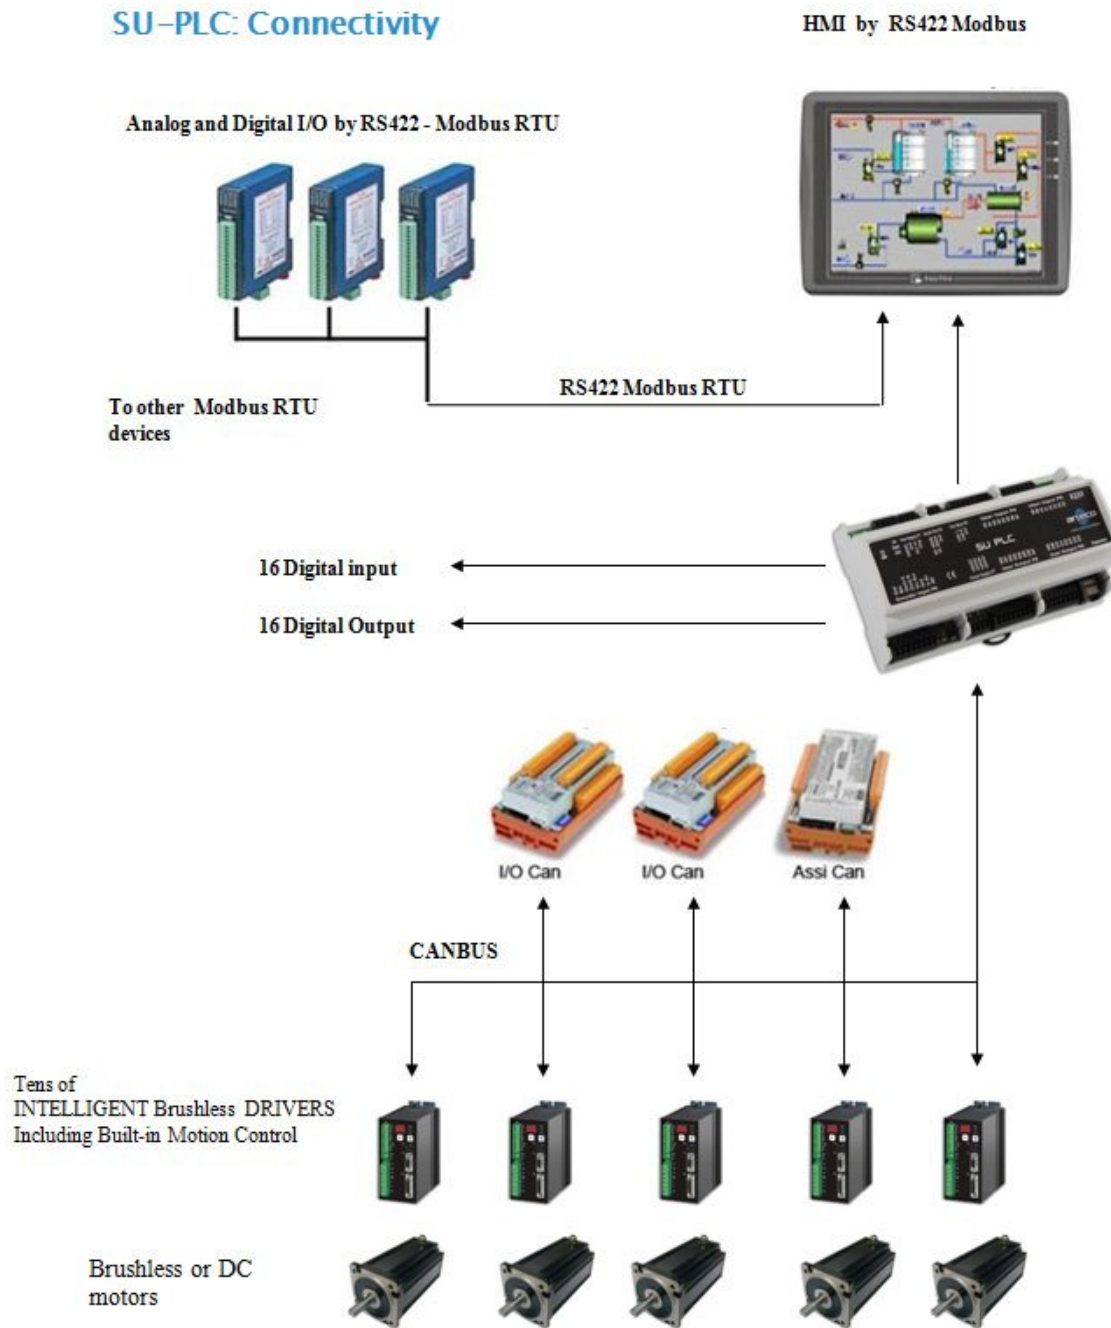 SU-PLC: Connectivity
HMI by RS422 Modbus
Analog and Digital I/O by RS422 - Modbus RTU
RS422 Modbus RTU
To other Modbus RTU
devices
SU PLC
16 Digital input
16 Digital Output
I/O Can
I/O Can
Assi Can
CANBUS
Tens of
INTELLIGENT Brushless DRIVERS
Including Built-in Motion Control
Brushless or DC
motors